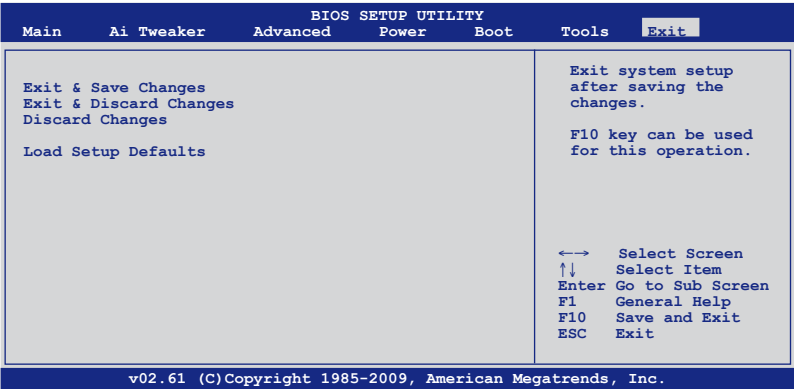 BIOS SETUP UTILITY
Main Ai Tweaker Advanced Power Boot Tools Exit
Exit & Save Changes
Exit & Discard Changes
Discard Changes
Load Setup Defaults
Exit system setup
after saving the
changes.
F10 key can be used
for this operation.
←→ Select Screen
↑↓ Select Item
Enter Go to Sub Screen
F1 General Help
F10 Save and Exit
ESC Exit
v02.61 (C)Copyright 1985-2009, American Megatrends, Inc.